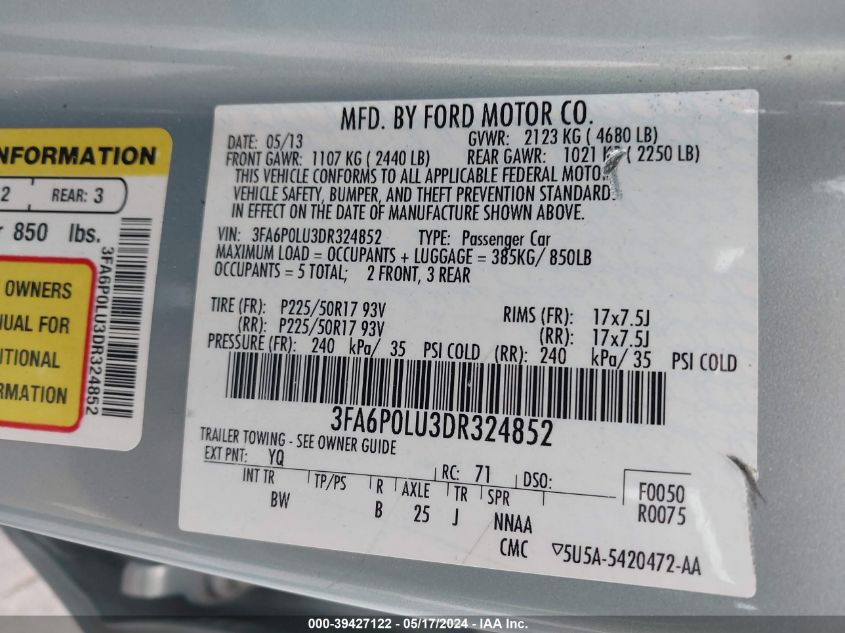 NFORMATION
2 REAR: 3
r 850 lbs.
OWNERS
NUAL FOR
ITIONAL
ORMATION
3FA6P0LU3DR324852
MFD. BY FORD MOTOR CO.
DATE: 05/13 GVWR: 2123 KG ( 4680 LB)
FRONT GAWR: 1107 KG ( 2440 LB) REAR GAWR: 1021 KG ( 2250 LB)
THIS VEHICLE CONFORMS TO ALL APPLICABLE FEDERAL MOTOR
VEHICLE SAFETY, BUMPER, AND THEFT PREVENTION STANDARDS
IN EFFECT ON THE DATE OF MANUFACTURE SHOWN ABOVE.
VIN: 3FA6P0LU3DR324852 TYPE: Passenger Car
MAXIMUM LOAD = OCCUPANTS + LUGGAGE = 385KG/ 850LB
OCCUPANTS = 5 TOTAL; 2 FRONT, 3 REAR
TIRE (FR): P225/50R17 93V RIMS (FR): 17x7.5J
(RR): P225/50R17 93V (RR): 17x7.5J
PRESSURE (FR): 240 kPa/ 35 PSI COLD (RR): 240 kPa/ 35 PSI COLD
3FA6P0LU3DR324852
TRAILER TOWING - SEE OWNER GUIDE
EXT PNT: YQ RC: 71 DSO:
INT TR TP/PS R AXLE TR SPR F0050
BW B 25 J NNAA R0075
CMC ▽5U5A-5420472-AA
000-39427122 - 05/17/2024 - IAA Inc.